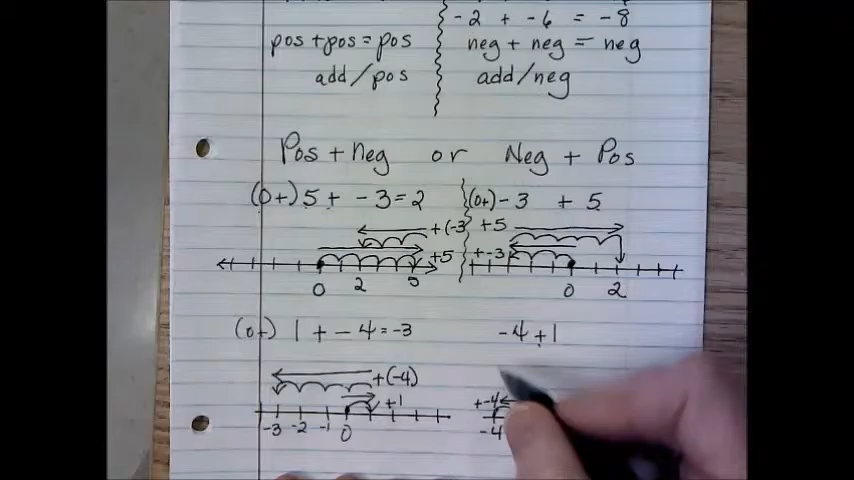 -2 + -6 = -8
pos + pos = pos
neg + neg = neg
add/pos
add/neg
Pos + neg or Neg + Pos
(0+) 5 + -3 = 2
(0+) -3 + 5
+(-3
+5
+5
+-3
0 2 5
0 2
(0+) 1 + -4 = -3
-4 + 1
+(-4)
+1
+-4
-3 -2 -1 0
-4